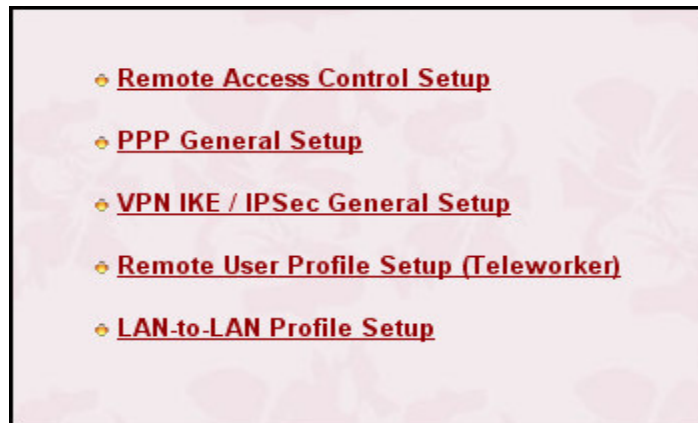 Remote Access Control Setup
PPP General Setup
VPN IKE / IPSec General Setup
Remote User Profile Setup (Teleworker)
LAN-to-LAN Profile Setup